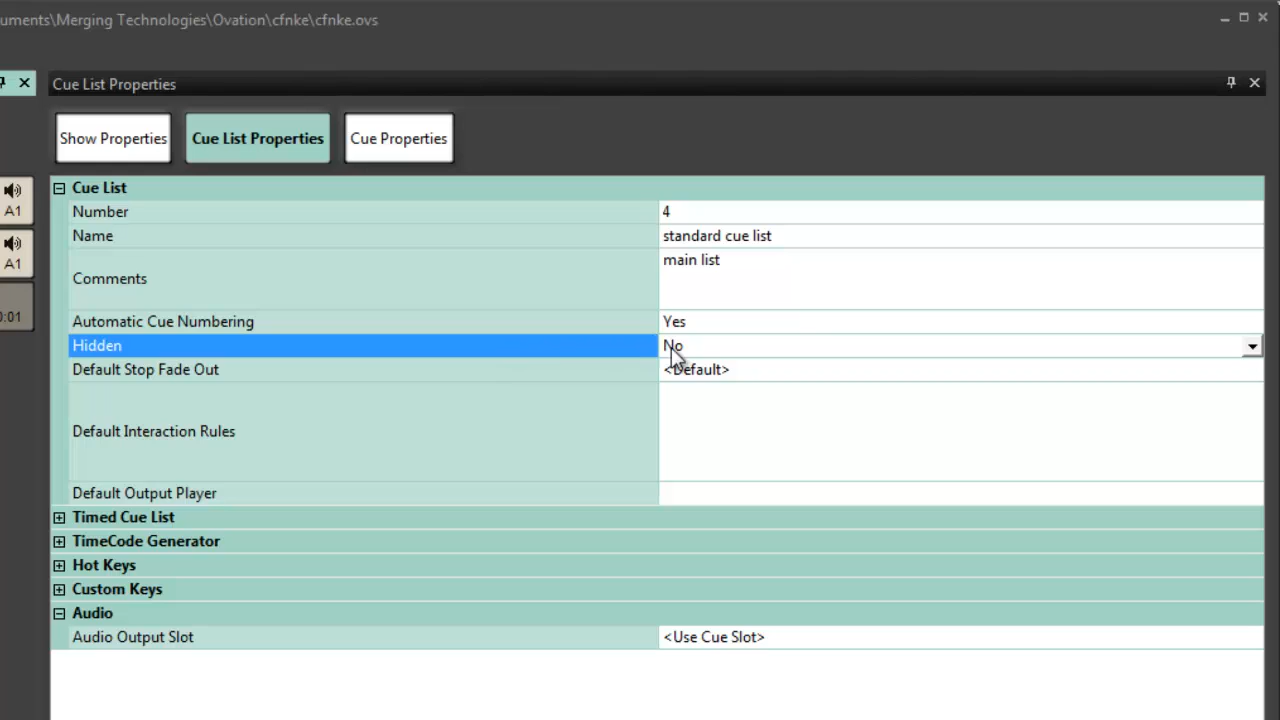 uments\Merging Technologies\Ovation\cfnke\cfnke.ovs
Cue List Properties
Show Properties
Cue List Properties
Cue Properties
A1
A1
0:01
Cue List
Number 4
Name standard cue list
Comments main list
Automatic Cue Numbering Yes
Hidden No
Default Stop Fade Out <Default>
Default Interaction Rules
Default Output Player
Timed Cue List
TimeCode Generator
Hot Keys
Custom Keys
Audio
Audio Output Slot <Use Cue Slot>